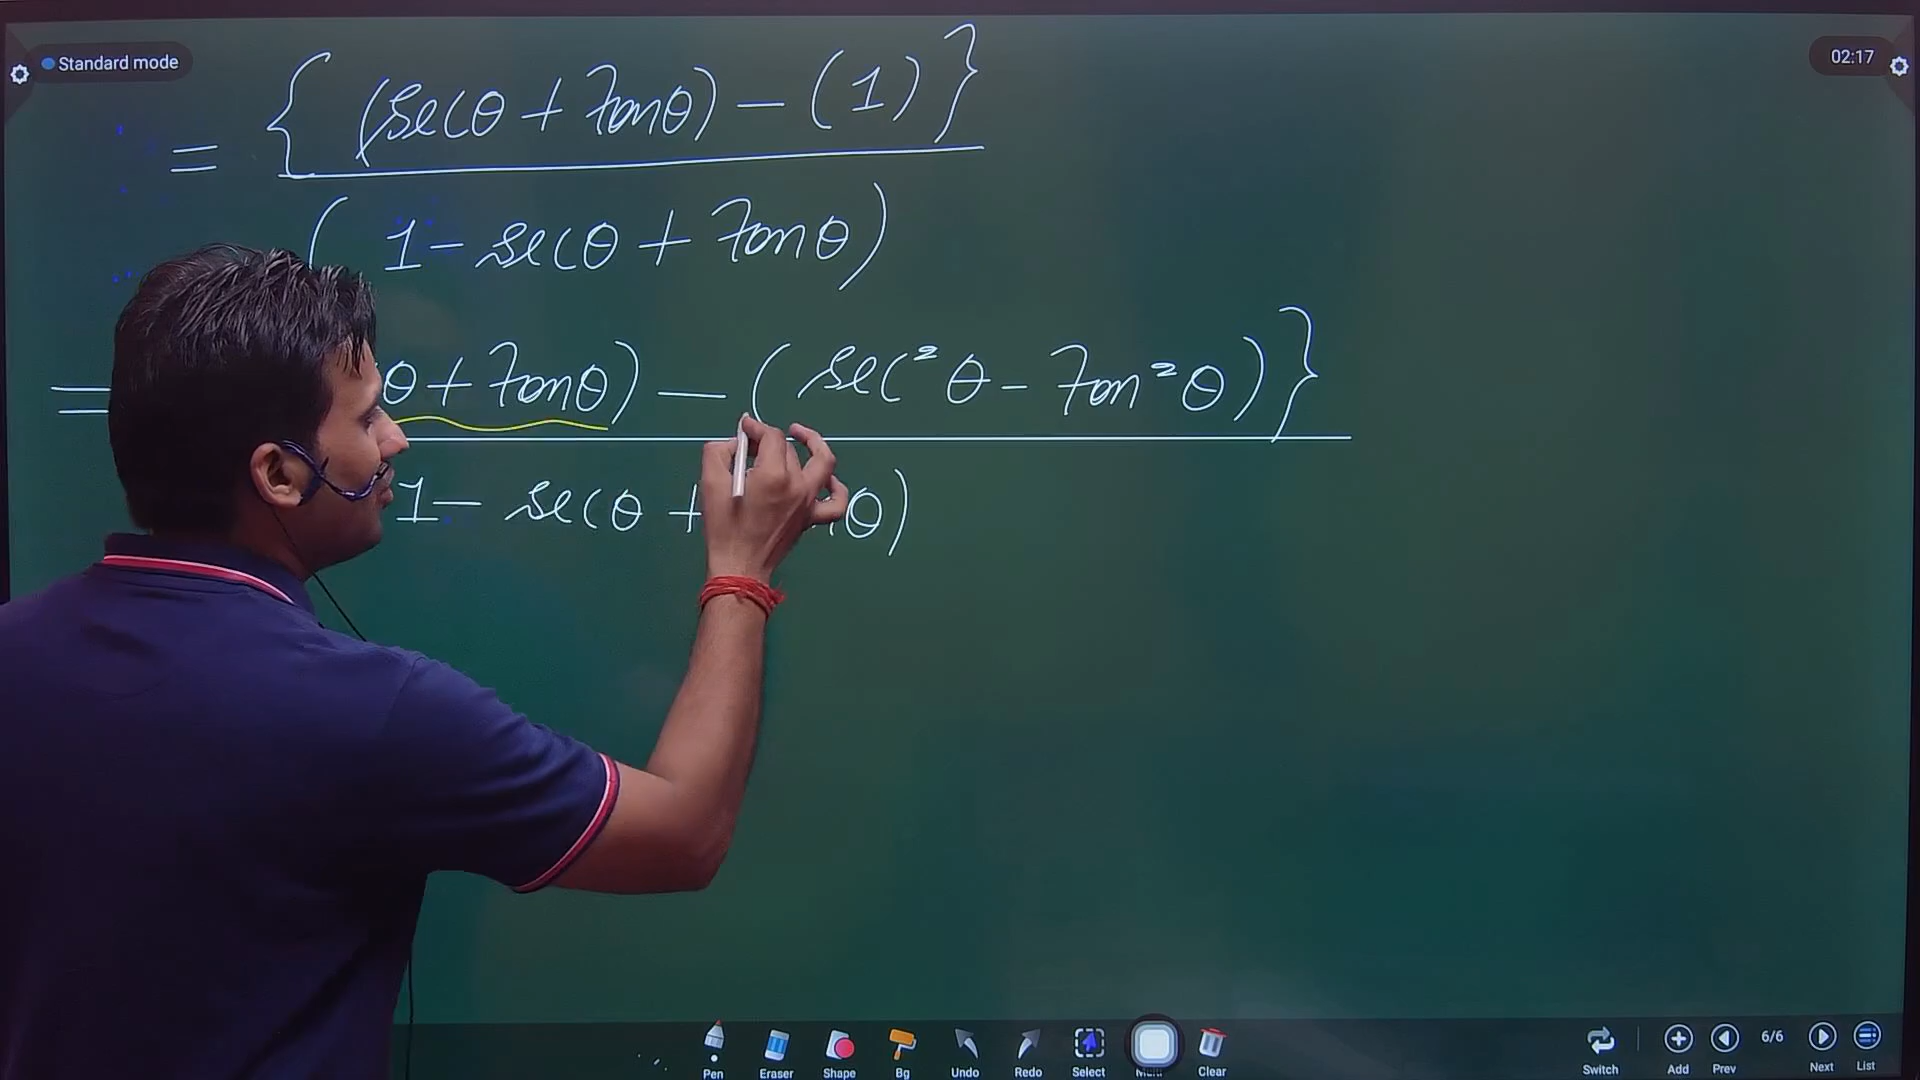 Standard mode
02:17
= { (secθ + tanθ) - (1) }
( 1 - secθ + tanθ )
= θ + tanθ) - ( sec²θ - tan²θ ) }
1 - secθ + θ)
Pen Eraser Shape Bg Undo Redo Select Clear Switch Add Prev 6/6 Next List